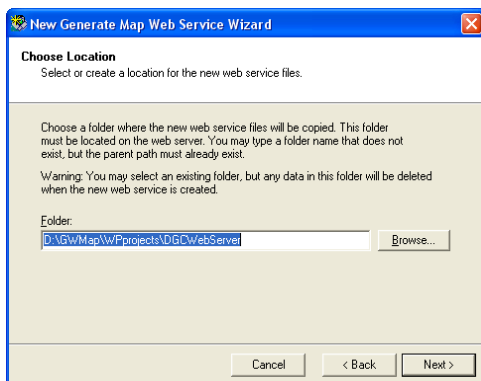 New Generate Map Web Service Wizard
Choose Location
Select or create a location for the new web service files.
Choose a folder where the new web service files will be copied. This folder
must be located on the web server. You may type a folder name that does not
exist, but the parent path must already exist.
Warning: You may select an existing folder, but any data in this folder will be deleted
when the new web service is created.
Folder:
D:\GWMap\WPprojects\DGCWebServer
Browse...
Cancel
< Back
Next >